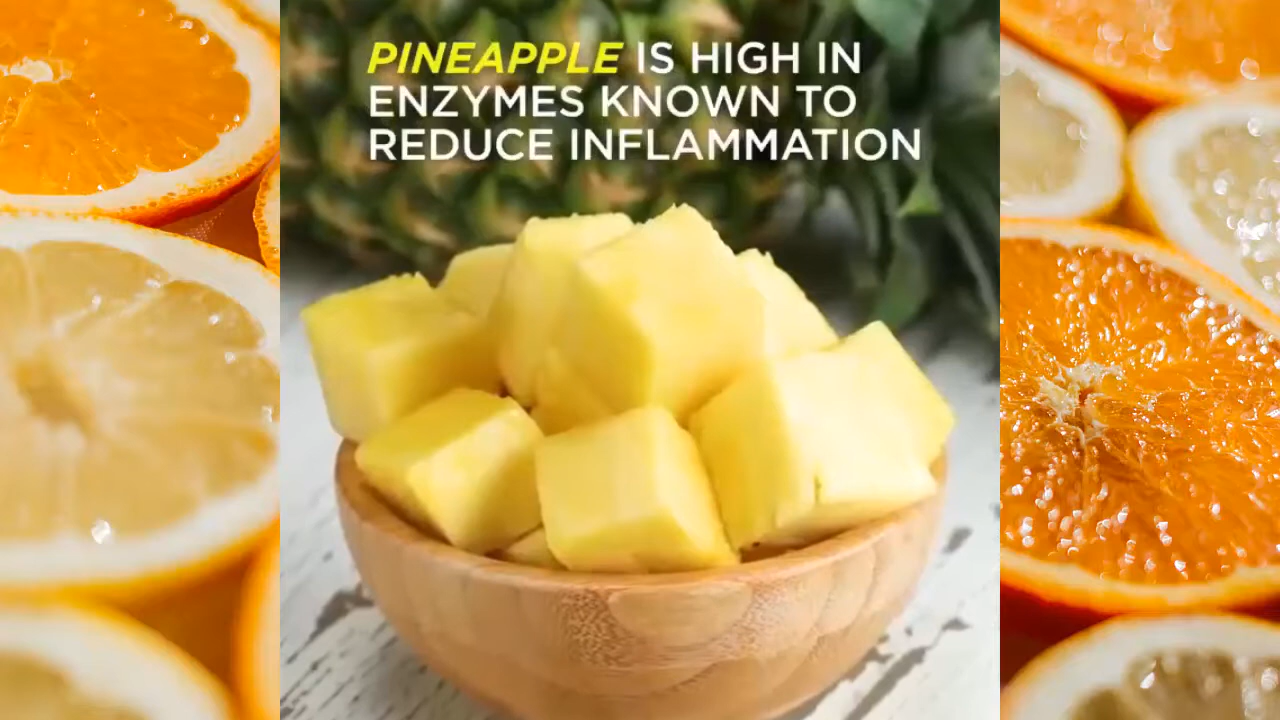 PINEAPPLE IS HIGH IN
ENZYMES KNOWN TO
REDUCE INFLAMMATION